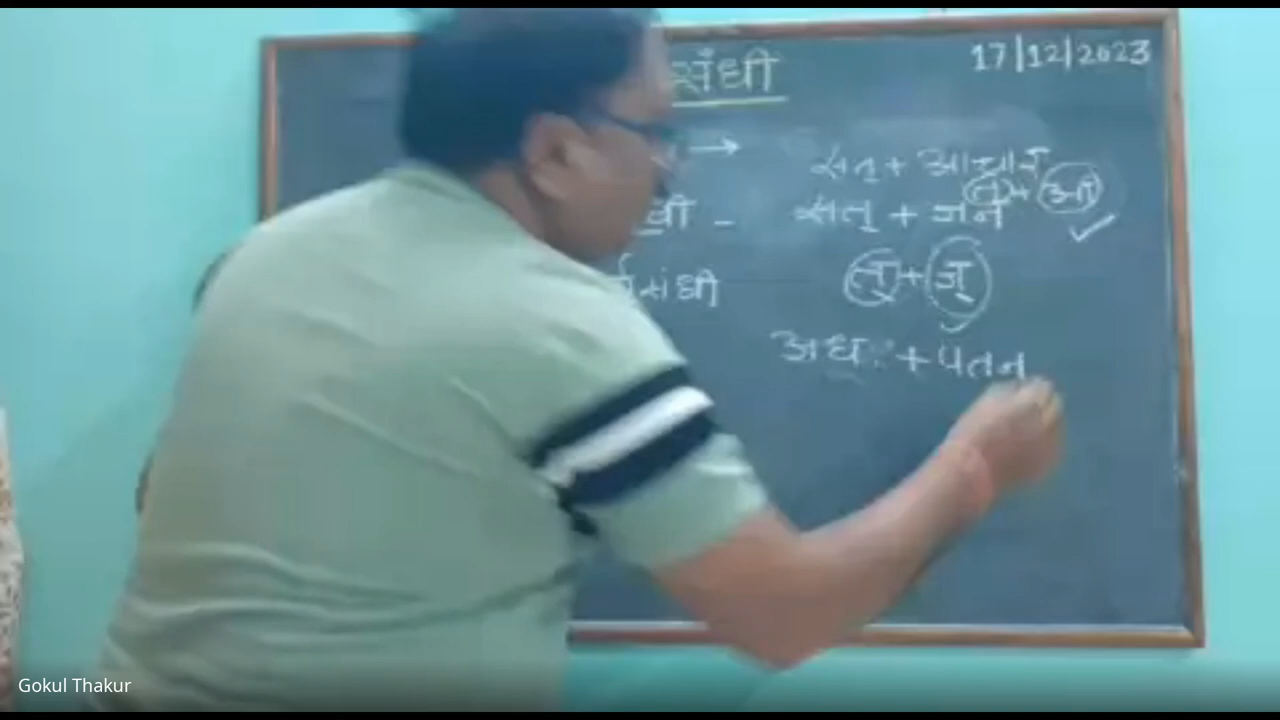 संधी 17/12/2023
→ सत् + आचार
त् + आ
धी - सत् + जन ✓
त् + ज्
संधी
अधः + पतन
Gokul Thakur